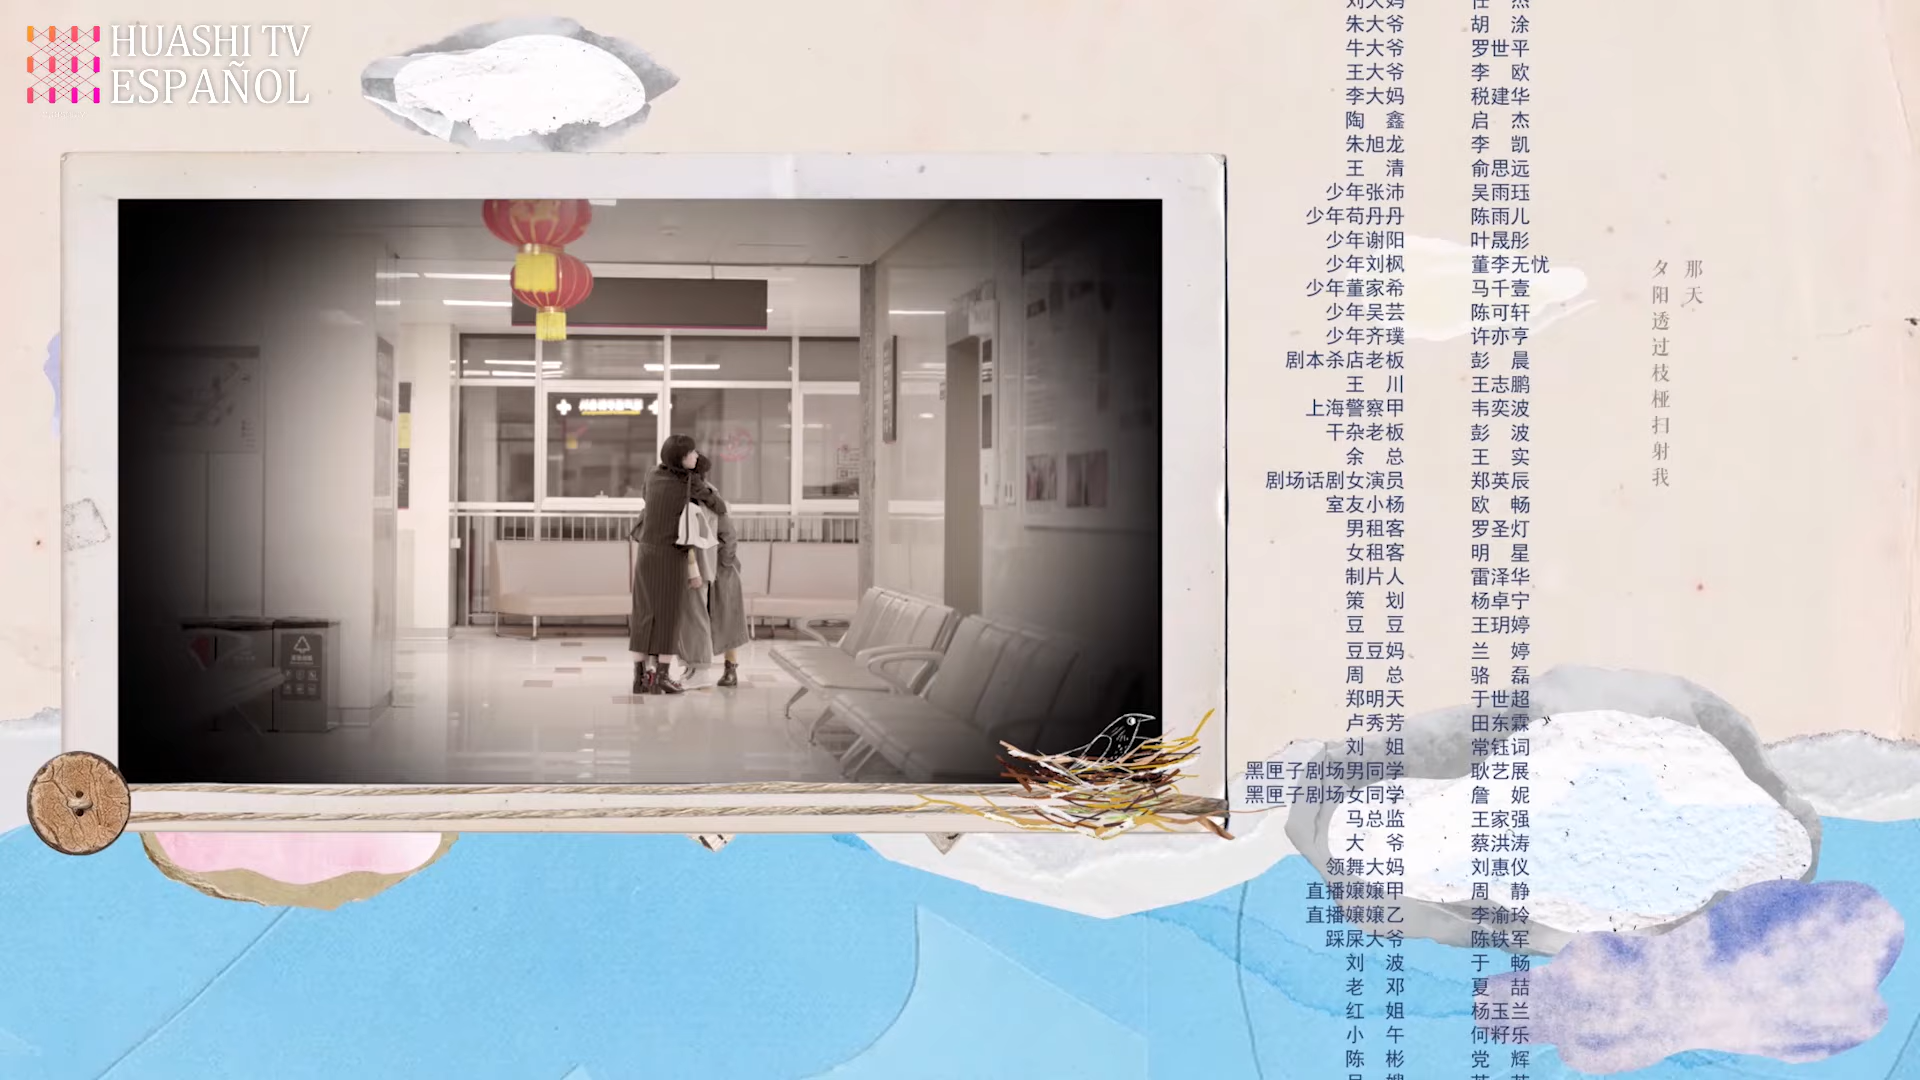 HUASHI TV
ESPAÑOL
朱大爷 胡涂
牛大爷 罗世平
王大爷 李欧
李大妈 税建华
陶鑫 启杰
朱旭龙 李凯
王清 俞思远
少年张沛 吴雨珏
少年苟丹丹 陈雨儿
少年谢阳 叶晟彤
少年刘枫 董李无忧
少年董家希 马千壹
少年吴芸 陈可轩
少年齐璞 许亦亨
剧本杀店老板 彭晨
王川 王志鹏
上海警察甲 韦奕波
干杂老板 彭波
余总 王实
剧场话剧女演员 郑英辰
室友小杨 欧畅
男租客 罗圣灯
女租客 明星
制片人 雷泽华
策划 杨卓宁
豆豆 王玥婷
豆豆妈 兰婷
周总 骆磊
郑明天 于世超
卢秀芳 田东霖
刘姐 常钰词
黑匣子剧场男同学 耿艺展
黑匣子剧场女同学 詹妮
马总监 王家强
大爷 蔡洪涛
领舞大妈 刘惠仪
直播嬢嬢甲 周静
直播嬢嬢乙 李渝玲
踩屎大爷 陈铁军
刘波 于畅
老邓 夏喆
红姐 杨玉兰
小午 何籽乐
陈彬 党辉
那天
夕阳透过枝桠扫射我